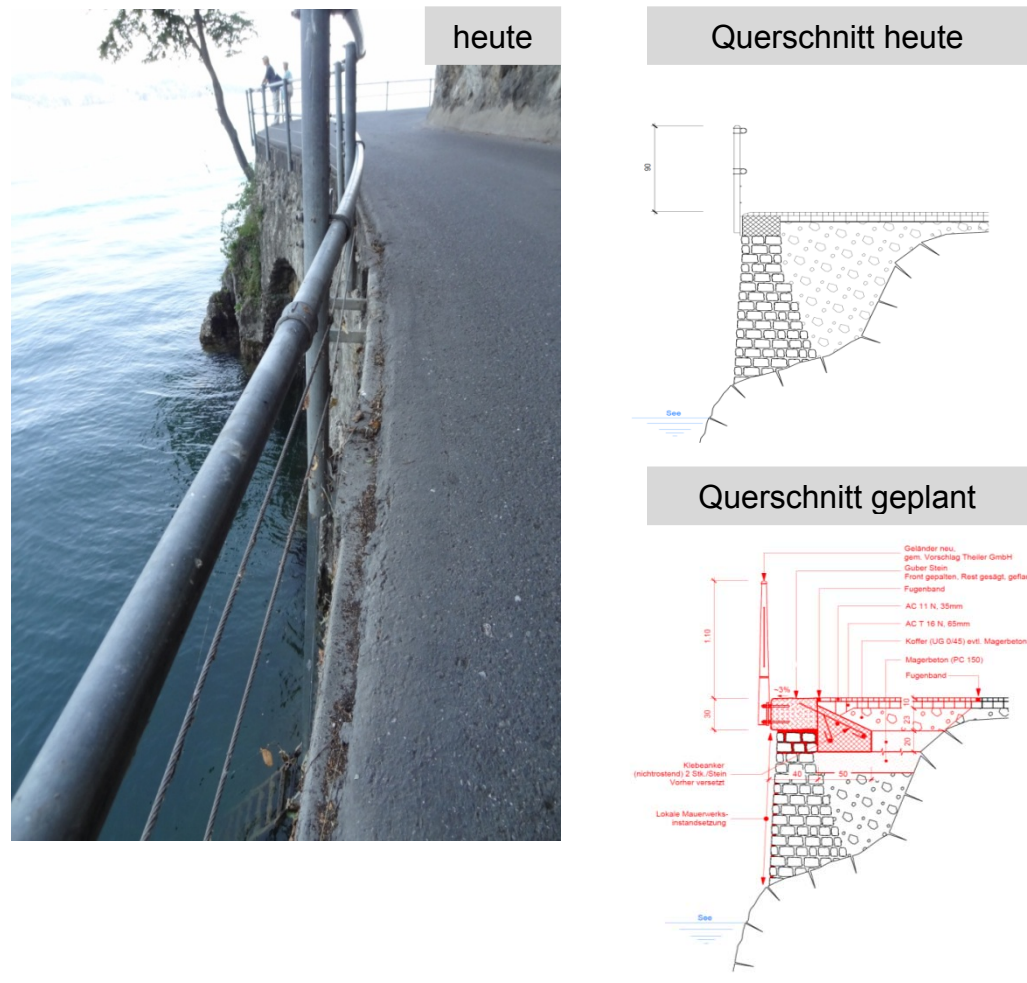 heute
Querschnitt heute
90
See
Querschnitt geplant
Geländer neu,
gem. Vorschlag Theiler GmbH
Guber Stein
Front gepalten, Rest gesägt, gefla
Fugenband
AC 11 N, 35mm
AC T 16 N, 65mm
Koffer (UG 0/45) evtl. Magerbeton
Magerbeton (PC 150)
Fugenband
1.10
~3%
30
10
23
20
40
50
Klebeanker
(nichtrostend) 2 Stk./Stein
Vorher versetzt
Lokale Mauerwerks-
instandsetzung
See